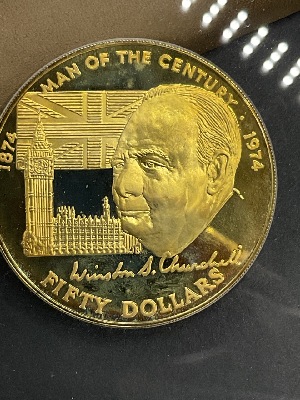 1874 MAN OF THE CENTURY · 1974
Winston S. Churchill
FIFTY DOLLARS